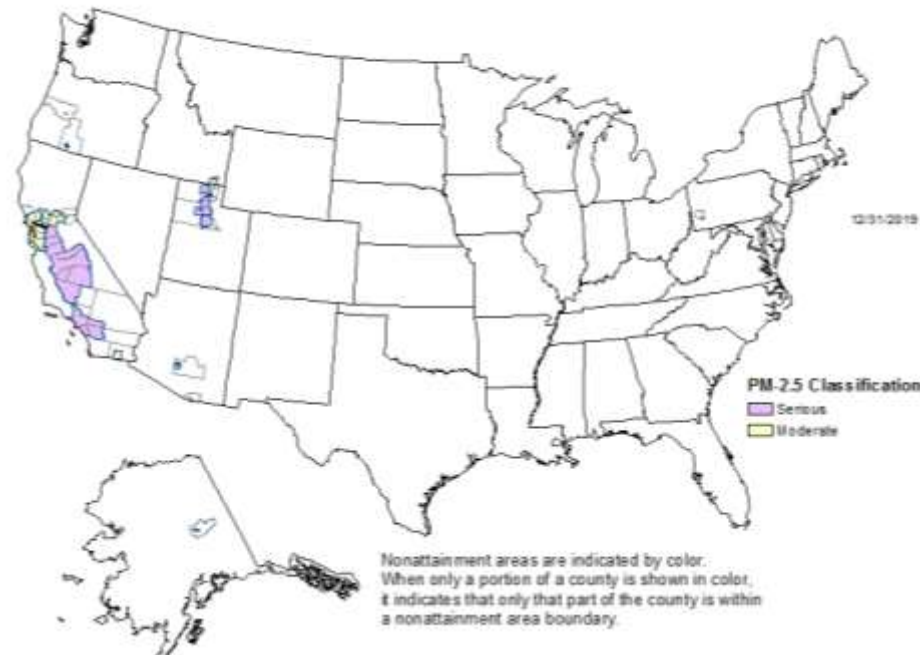 12/31/2019
PM-2.5 Classification
Serious
Moderate
Nonattainment areas are indicated by color.
When only a portion of a county is shown in color,
it indicates that only that part of the county is within
a nonattainment area boundary.